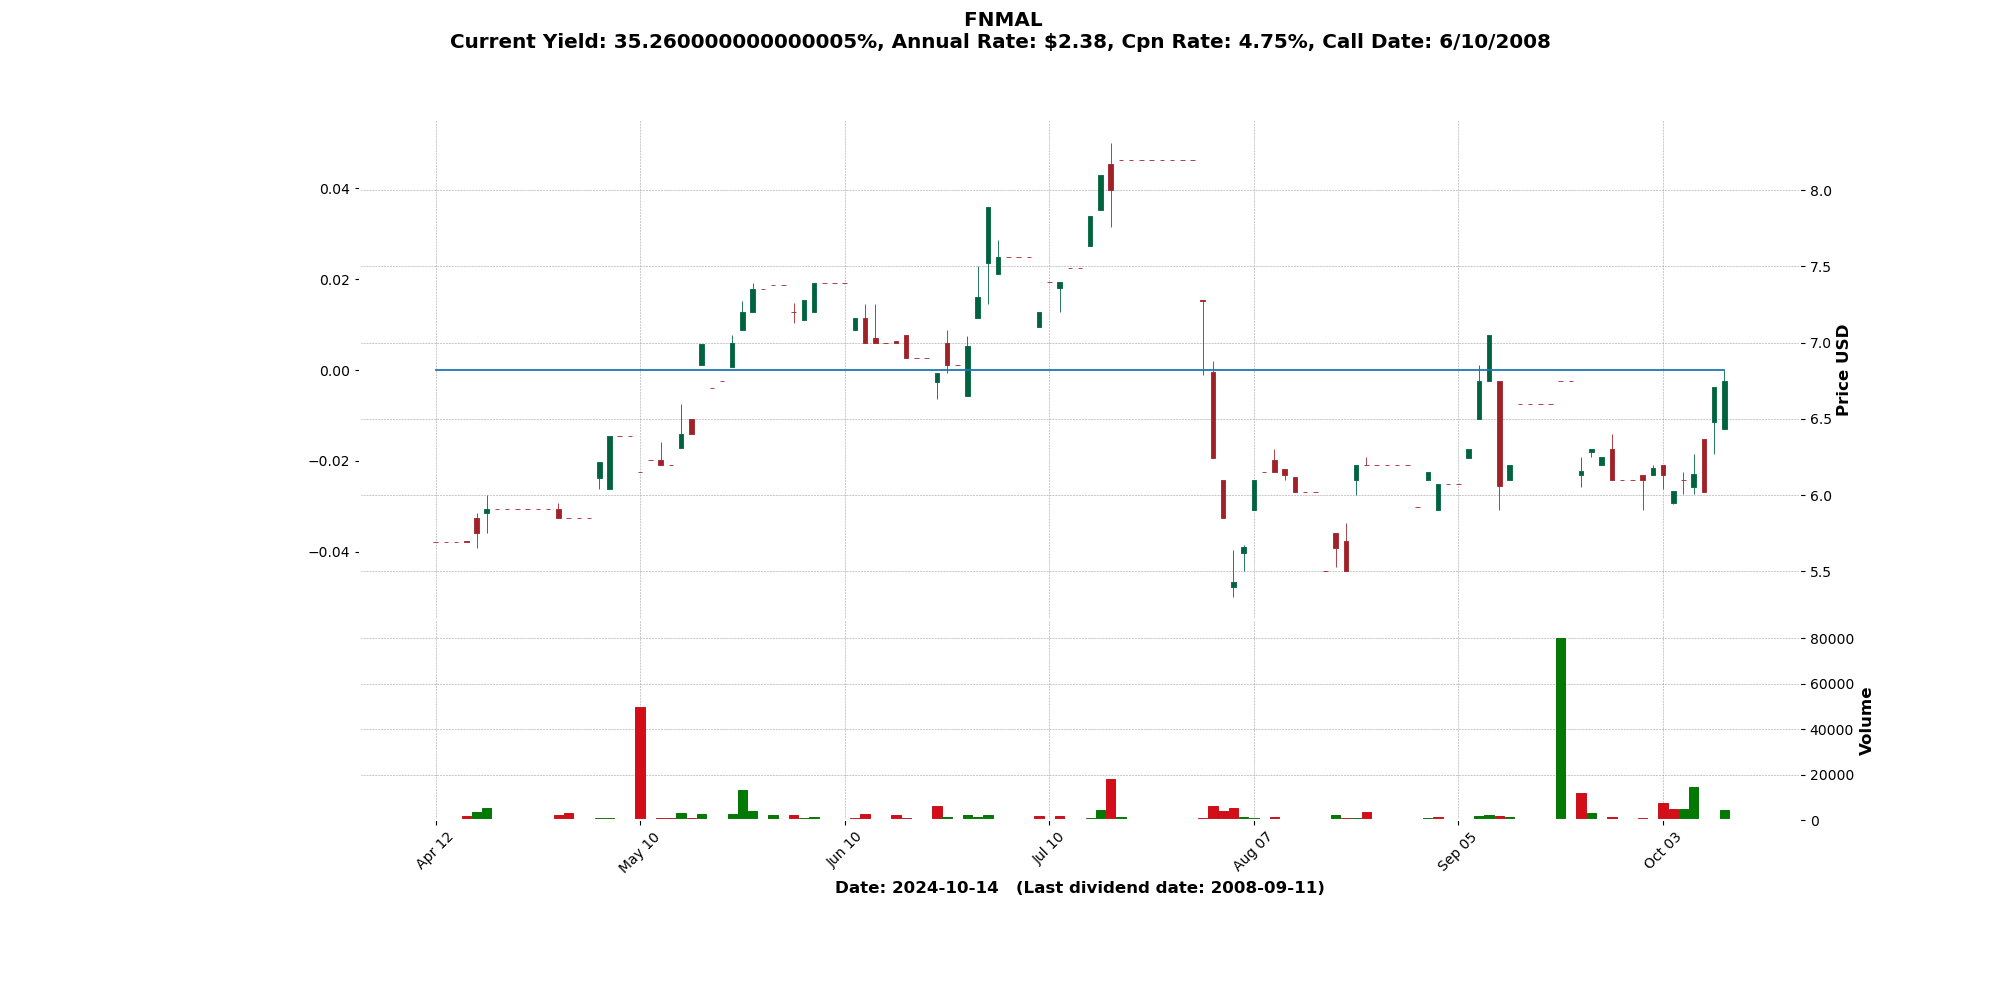 FNMAL
Current Yield: 35.260000000000005%, Annual Rate: $2.38, Cpn Rate: 4.75%, Call Date: 6/10/2008
0.04
0.02
0.00
−0.02
−0.04
8.0
7.5
7.0
6.5
6.0
5.5
Price USD
80000
60000
40000
20000
0
Volume
Apr 12
May 10
Jun 10
Jul 10
Aug 07
Sep 05
Oct 03
Date: 2024-10-14   (Last dividend date: 2008-09-11)